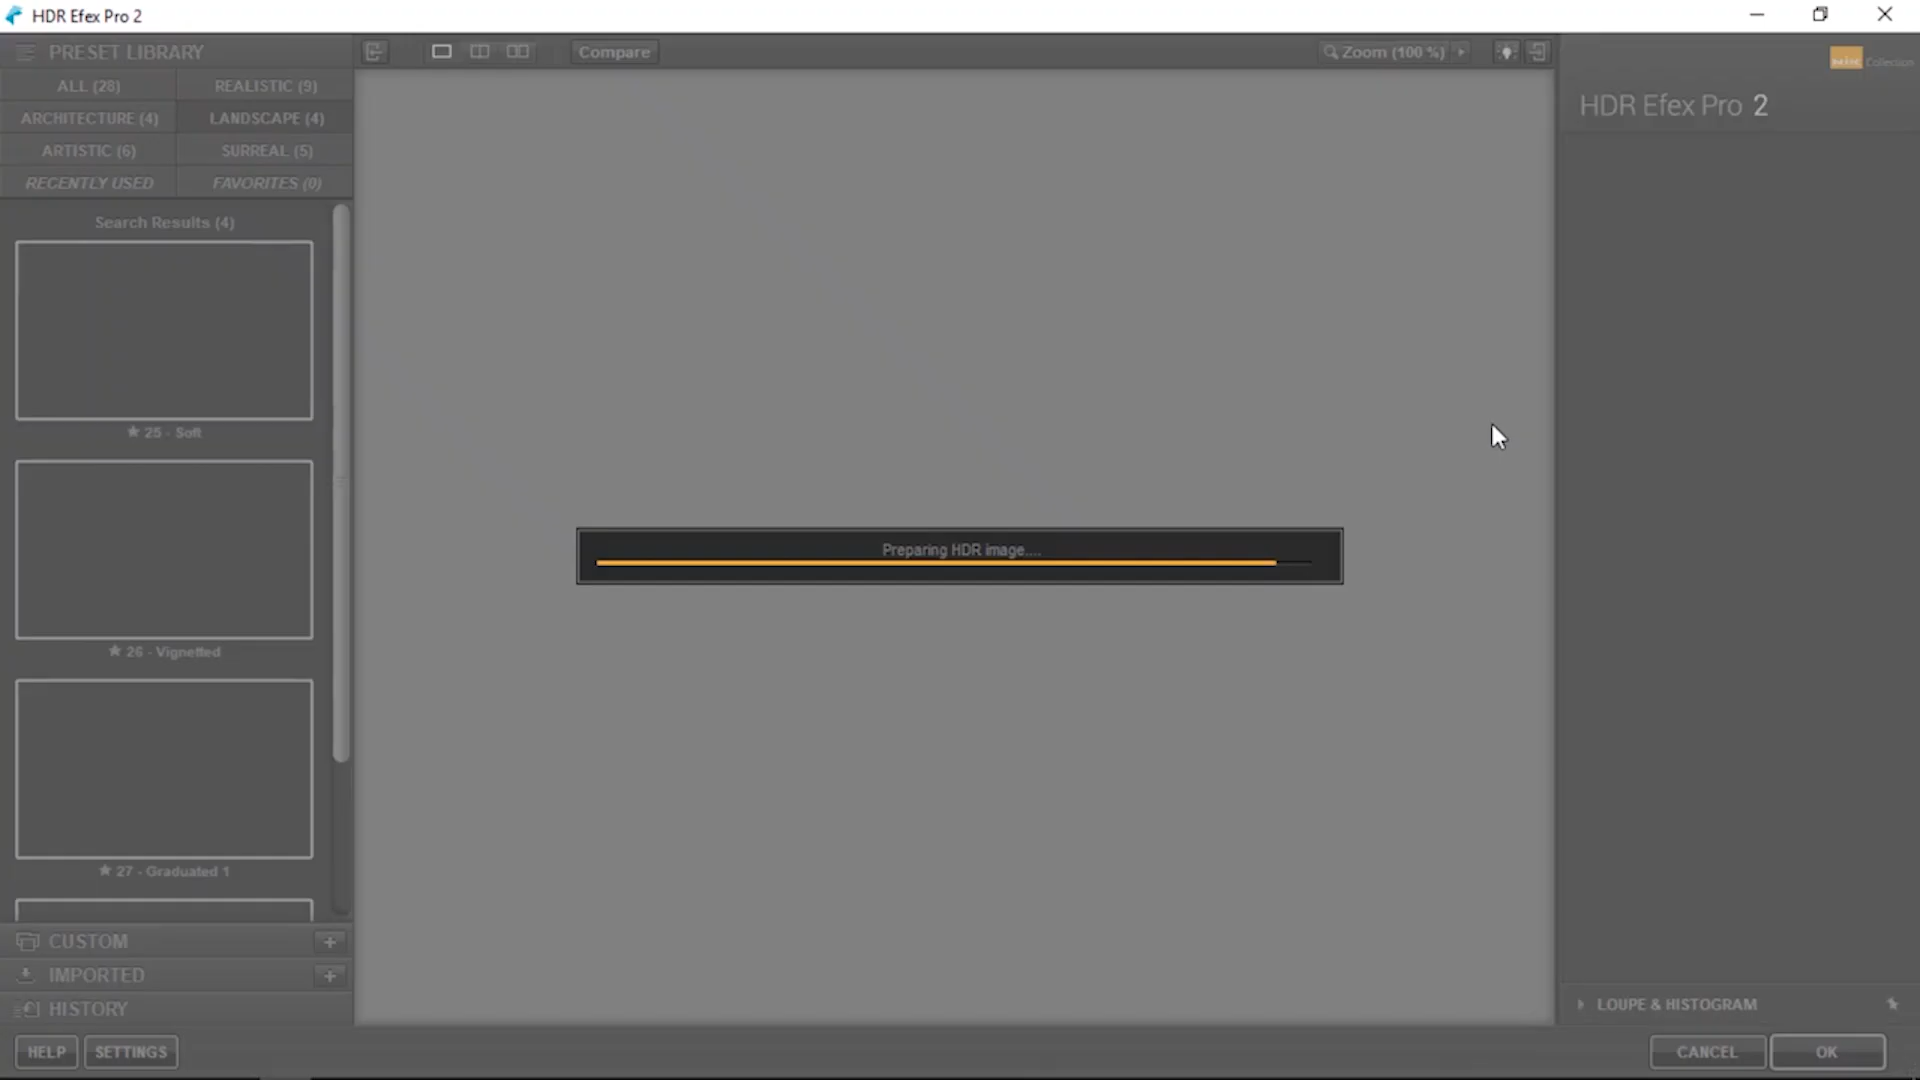 HDR Efex Pro 2
PRESET LIBRARY
ALL (28)
REALISTIC (9)
ARCHITECTURE (4)
LANDSCAPE (4)
ARTISTIC (6)
SURREAL (5)
RECENTLY USED
FAVORITES (0)
Search Results (4)
★ 25 - Soft
★ 26 - Vignetted
★ 27 - Graduated 1
CUSTOM
IMPORTED
HISTORY
HELP
SETTINGS
Compare
Zoom (100 %)
Preparing HDR image....
Nik Collection
HDR Efex Pro 2
LOUPE & HISTOGRAM
CANCEL
OK